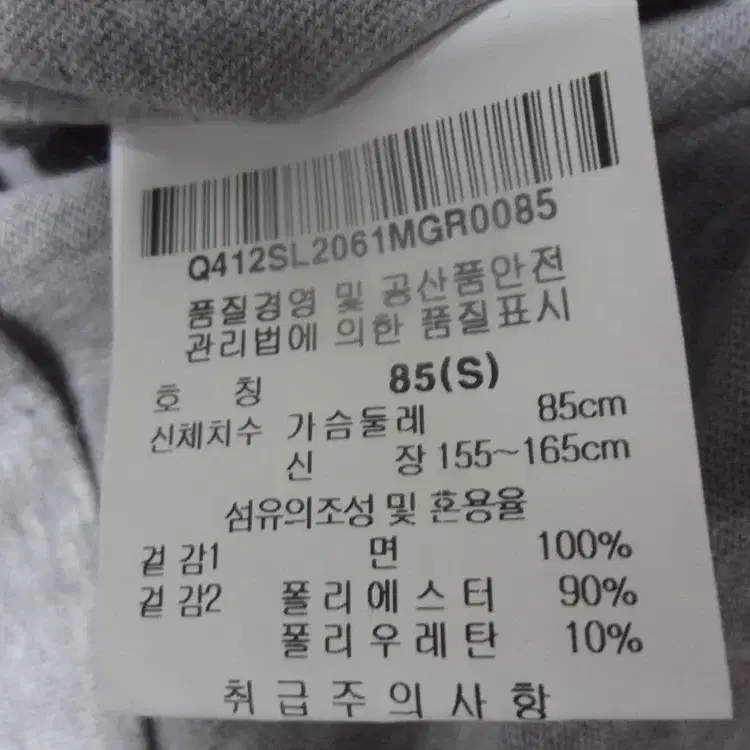 Q412SL2061MGR0085
품질경영 및 공산품안전
관리법에 의한 품질표시
호 칭 85(S)
신체치수 가슴둘레 85cm
신 장 155~165cm
섬유의조성 및 혼용율
겉 감1 면 100%
겉 감2 폴리에스터 90%
폴리우레탄 10%
취급주의사항